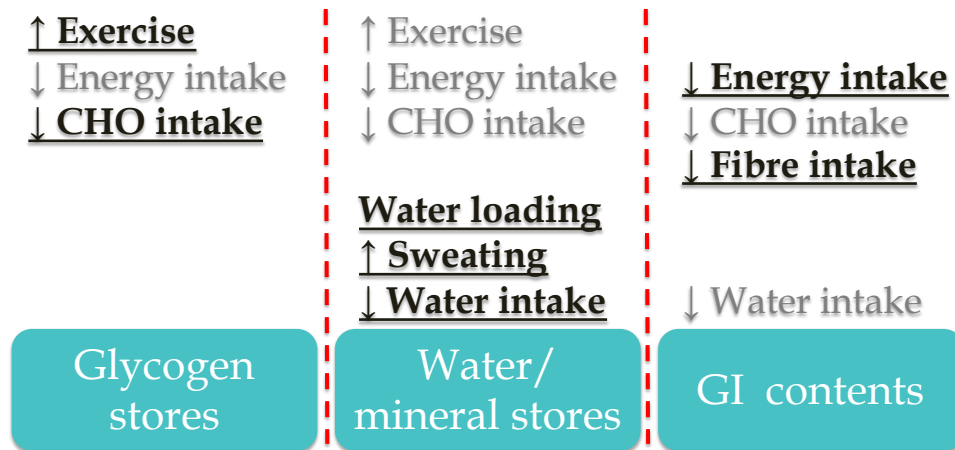 ↑ Exercise
↓ Energy intake
↓ CHO intake
Glycogen
stores
↑ Exercise
↓ Energy intake
↓ CHO intake
Water loading
↑ Sweating
↓ Water intake
Water/
mineral stores
↓ Energy intake
↓ CHO intake
↓ Fibre intake
↓ Water intake
GI contents